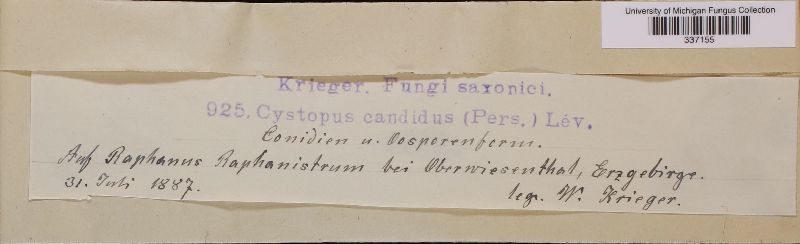 University of Michigan Fungus Collection
337155
Krieger. Fungi saxonici.
925. Cystopus candidus (Pers.) Lév.
Conidien u. Oosporenform.
Auf Raphanus Raphanistrum bei Oberwiesenthal, Erzgebirge.
31. Juli 1887.
leg. W. Krieger.